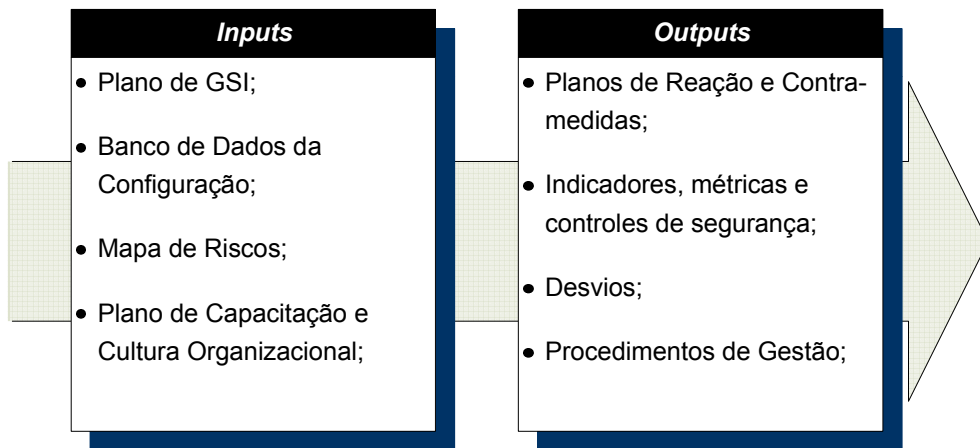 Inputs
• Plano de GSI;
• Banco de Dados da
Configuração;
• Mapa de Riscos;
• Plano de Capacitação e
Cultura Organizacional;
Outputs
• Planos de Reação e Contra-
medidas;
• Indicadores, métricas e
controles de segurança;
• Desvios;
• Procedimentos de Gestão;